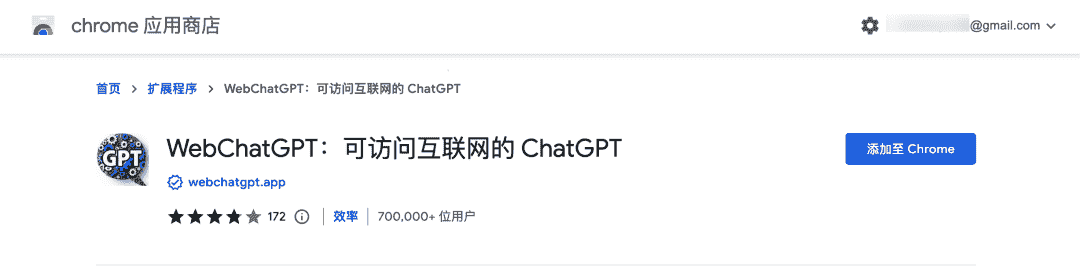 chrome 应用商店
@gmail.com
首页 > 扩展程序 > WebChatGPT：可访问互联网的 ChatGPT
GPT
WebChatGPT：可访问互联网的 ChatGPT
添加至 Chrome
webchatgpt.app
172 | 效率 | 700,000+ 位用户